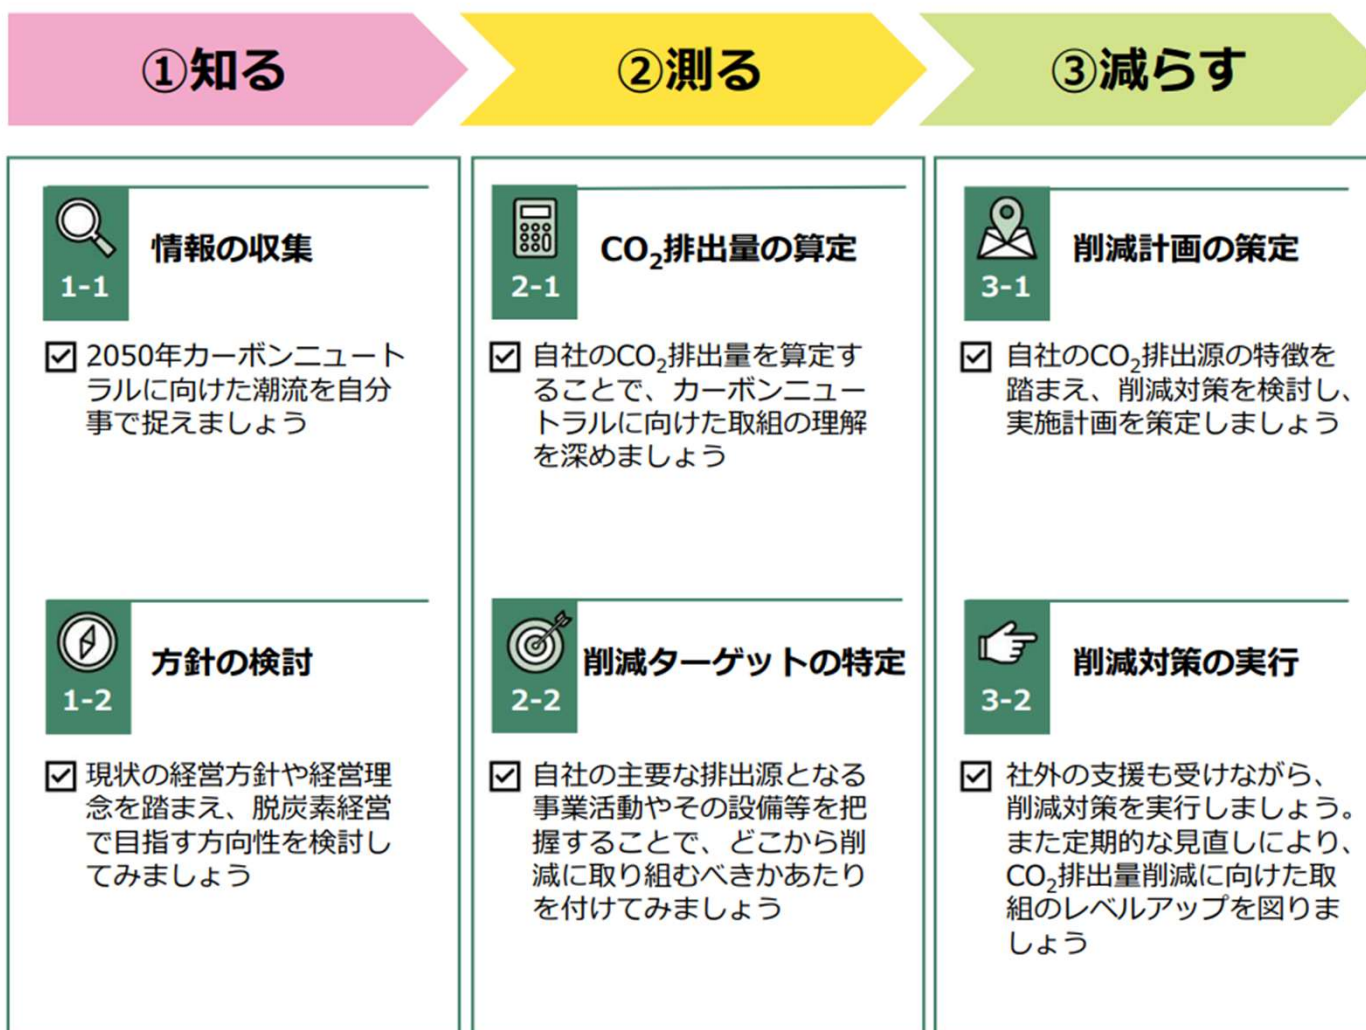 ①知る
②測る
③減らす
1-1
情報の収集
2050年カーボンニュート
ラルに向けた潮流を自分
事で捉えましょう
1-2
方針の検討
現状の経営方針や経営理
念を踏まえ、脱炭素経営
で目指す方向性を検討し
てみましょう
2-1
CO₂排出量の算定
自社のCO₂排出量を算定す
ることで、カーボンニュー
トラルに向けた取組の理解
を深めましょう
2-2
削減ターゲットの特定
自社の主要な排出源となる
事業活動やその設備等を把
握することで、どこから削
減に取り組むべきかあたり
を付けてみましょう
3-1
削減計画の策定
自社のCO₂排出源の特徴を
踏まえ、削減対策を検討し、
実施計画を策定しましょう
3-2
削減対策の実行
社外の支援も受けながら、
削減対策を実行しましょう。
また定期的な見直しにより、
CO₂排出量削減に向けた取
組のレベルアップを図りま
しょう